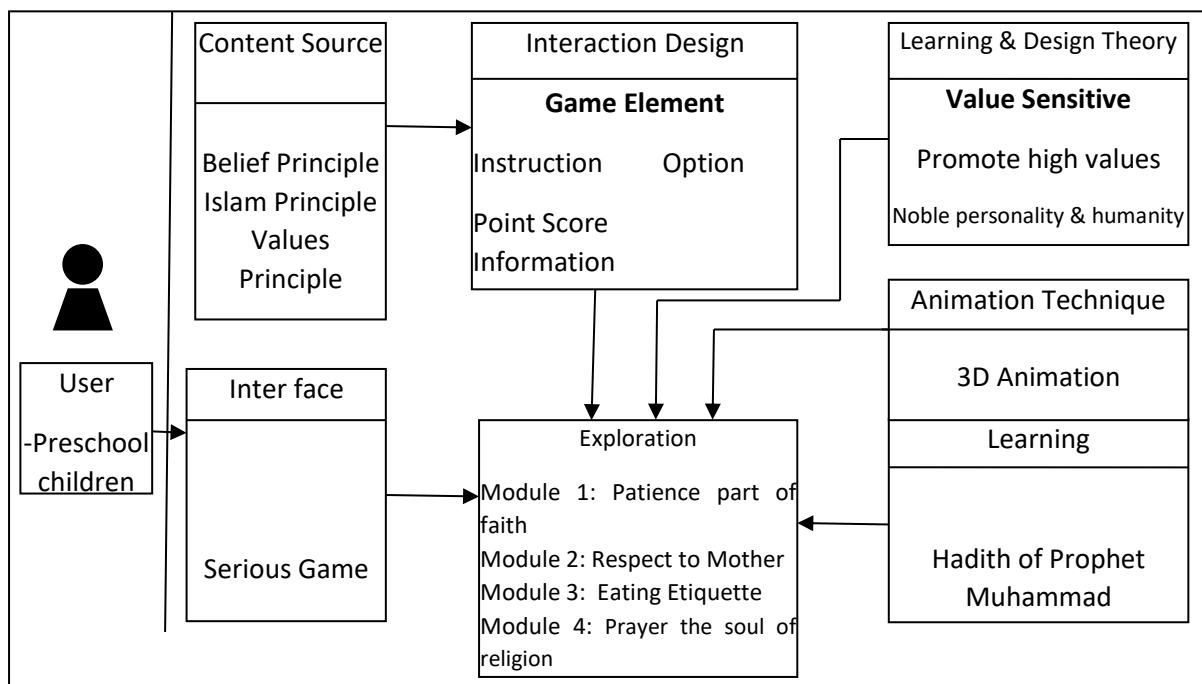 Content Source
Belief Principle
Islam Principle
Values
Principle
Interaction Design
Game Element
Instruction Option
Point Score
Information
Learning & Design Theory
Value Sensitive
Promote high values
Noble personality & humanity
User
-Preschool
children
Inter face
Serious Game
Exploration
Module 1: Patience part of
faith
Module 2: Respect to Mother
Module 3: Eating Etiquette
Module 4: Prayer the soul of
religion
Animation Technique
3D Animation
Learning
Hadith of Prophet
Muhammad